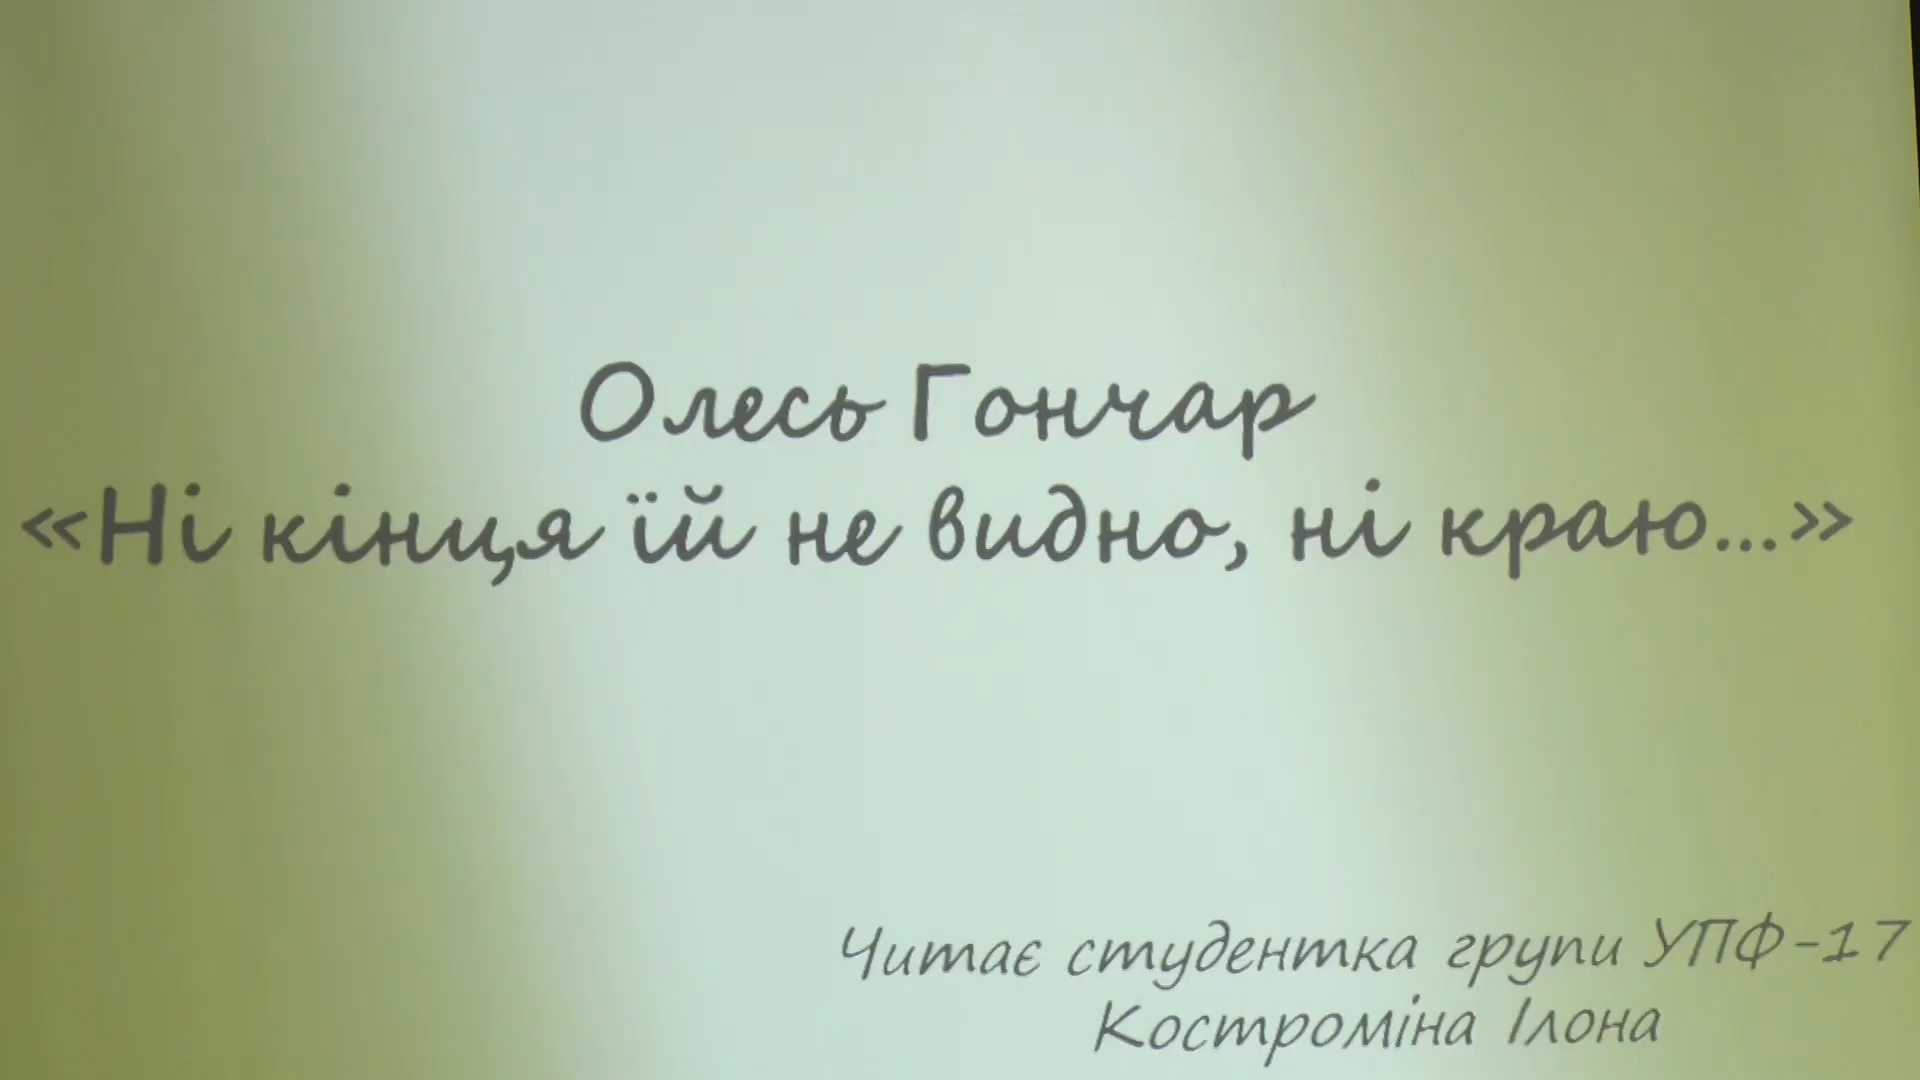 Олесь Гончар
«Ні кінця їй не видно, ні краю...»
Читає студентка групи УПФ-17
Костроміна Ілона